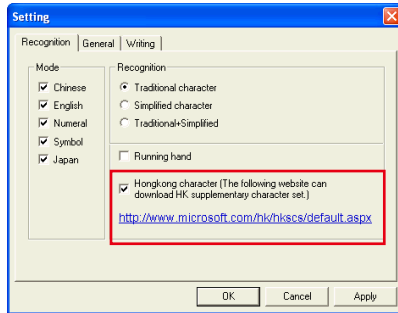 Setting
Recognition General Writing
Mode
Chinese
English
Numeral
Symbol
Japan
Recognition
Traditional character
Simplified character
Traditional+Simplified
Running hand
Hongkong character (The following website can
download HK supplementary character set.)
http://www.microsoft.com/hk/hkscs/default.aspx
OK Cancel Apply